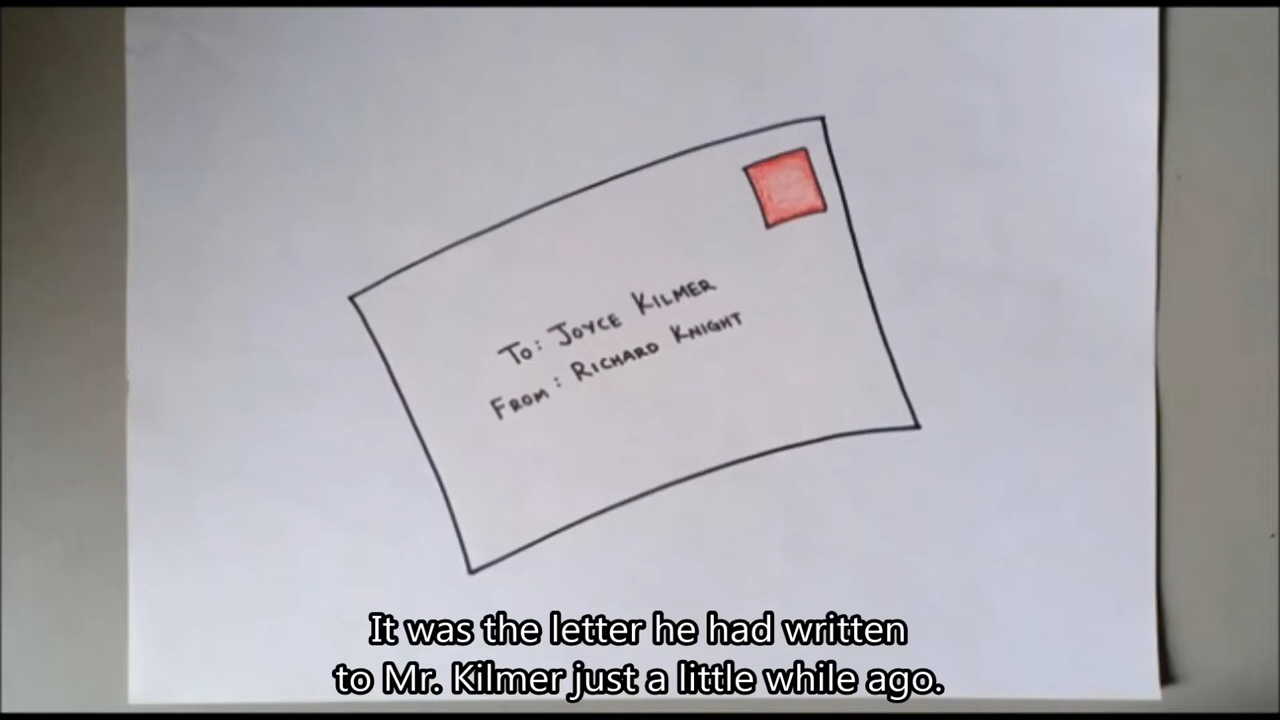 To: JOYCE KILMER
FROM: RICHARD KNIGHT
It was the letter he had written
to Mr. Kilmer just a little while ago.